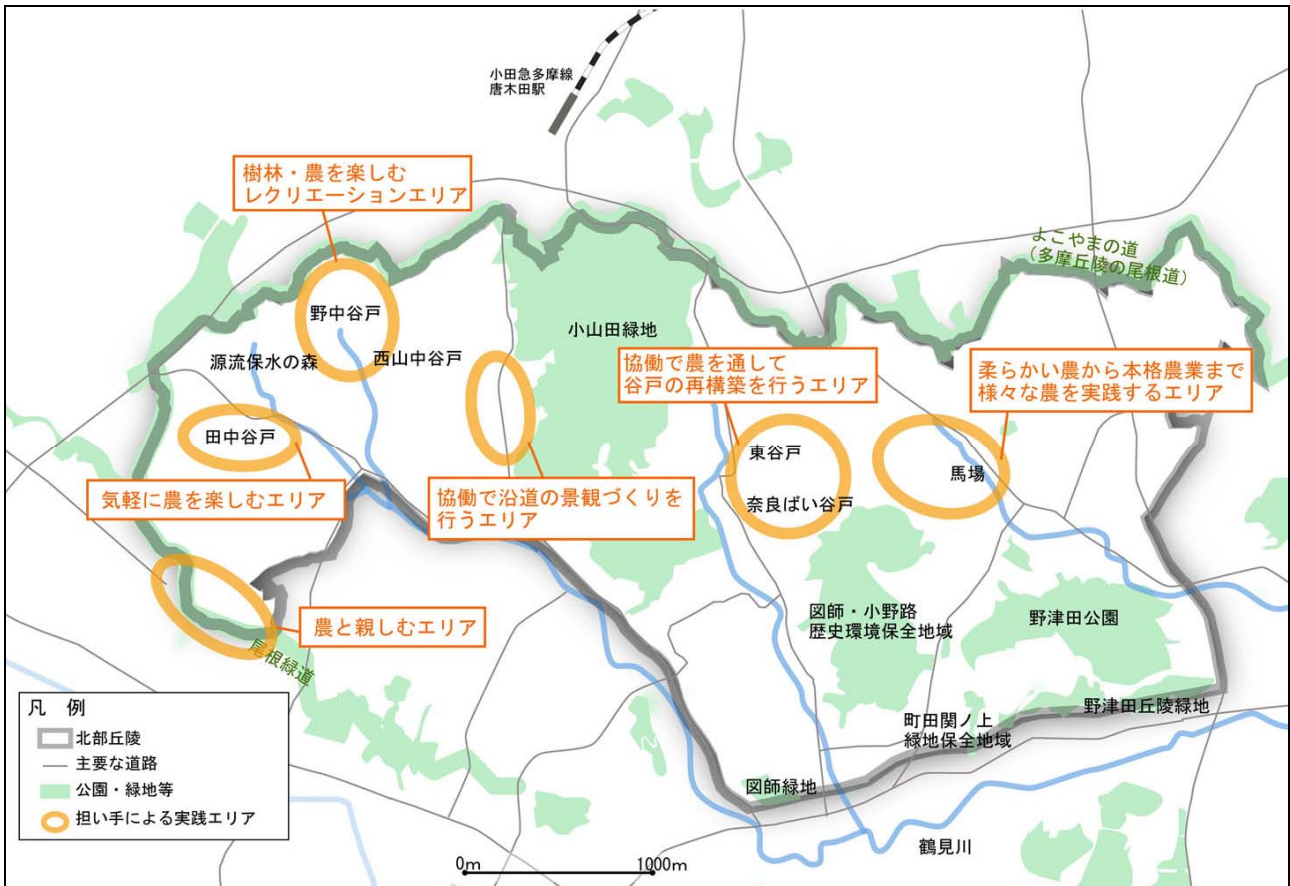 小田急多摩線
唐木田駅
樹林・農を楽しむ
レクリエーションエリア
よこやまの道
(多摩丘陵の尾根道)
野中谷戸
小山田緑地
源流保水の森
西山中谷戸
協働で農を通して
谷戸の再構築を行うエリア
柔らかい農から本格農業まで
様々な農を実践するエリア
田中谷戸
東谷戸
馬場
気軽に農を楽しむエリア
協働で沿道の景観づくりを
行うエリア
奈良ばい谷戸
図師・小野路
歴史環境保全地域
野津田公園
農と親しむエリア
尾根緑道
凡 例
北部丘陵
主要な道路
公園・緑地等
担い手による実践エリア
町田関ノ上
緑地保全地域
野津田丘陵緑地
図師緑地
鶴見川
0m 1000m